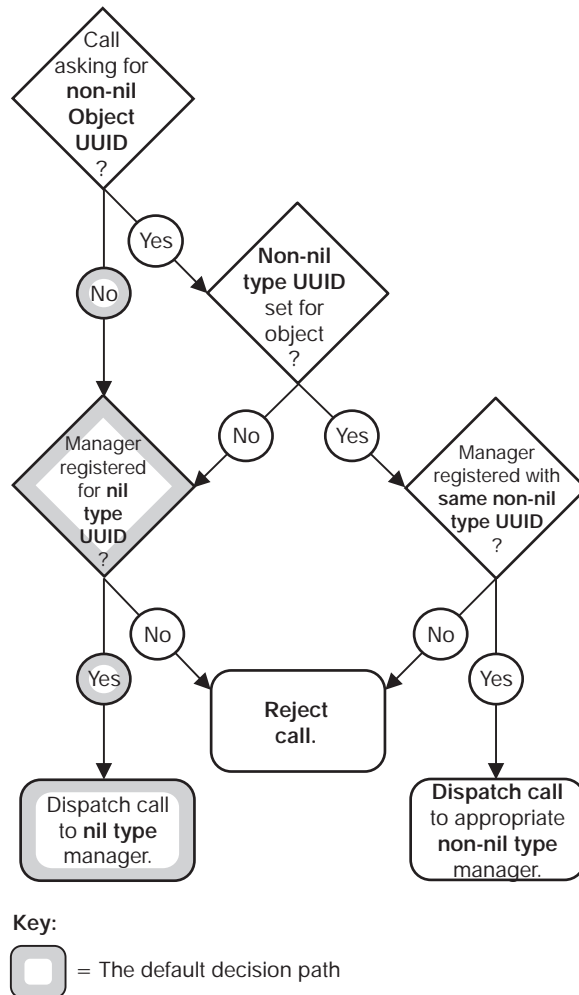 Call
asking for
non-nil
Object
UUID
?
Yes
No
Non-nil
type UUID
set for
object
?
No
Yes
Manager
registered
for nil
type
UUID
?
Manager
registered with
same non-nil
type UUID
?
No
No
Yes
Yes
Reject
call.
Dispatch call
to nil type
manager.
Dispatch call
to appropriate
non-nil type
manager.
Key:
= The default decision path